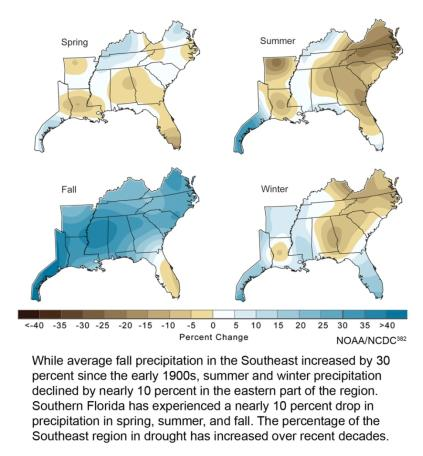 Spring
Summer
Fall
Winter
<-40 -35 -30 -25 -20 -15 -10 -5 0 5 10 15 20 25 30 35 >40
Percent Change
NOAA/NCDC382
While average fall precipitation in the Southeast increased by 30
percent since the early 1900s, summer and winter precipitation
declined by nearly 10 percent in the eastern part of the region.
Southern Florida has experienced a nearly 10 percent drop in
precipitation in spring, summer, and fall. The percentage of the
Southeast region in drought has increased over recent decades.